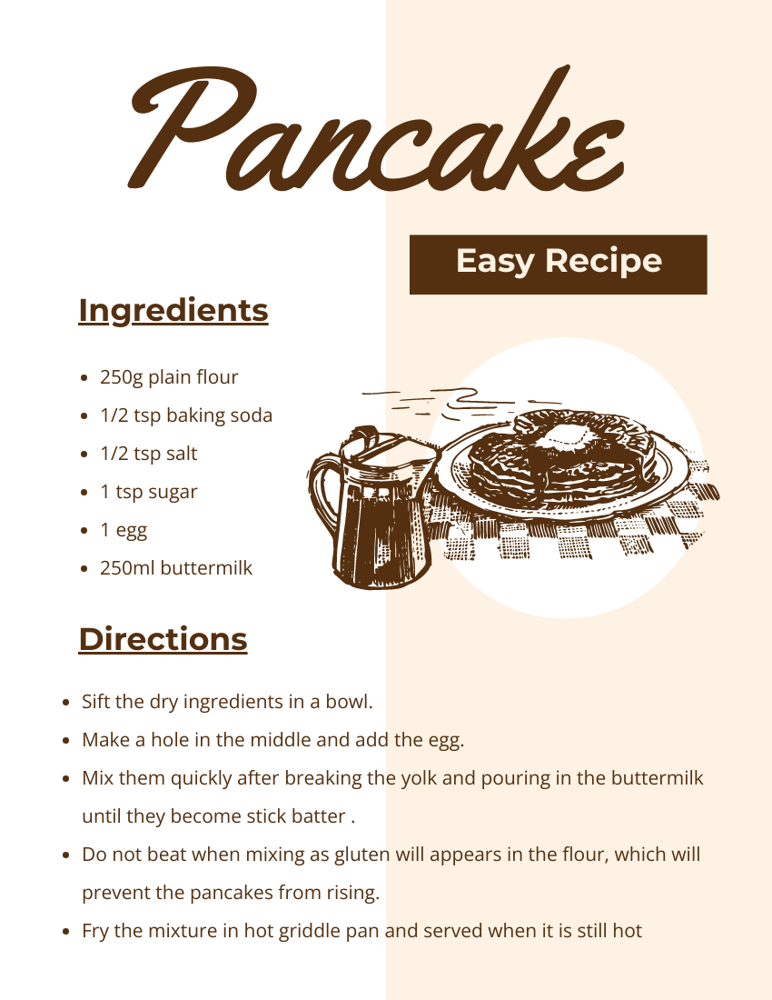 Pancake
Easy Recipe
Ingredients
• 250g plain flour
• 1/2 tsp baking soda
• 1/2 tsp salt
• 1 tsp sugar
• 1 egg
• 250ml buttermilk
Directions
• Sift the dry ingredients in a bowl.
• Make a hole in the middle and add the egg.
• Mix them quickly after breaking the yolk and pouring in the buttermilk
until they become stick batter .
• Do not beat when mixing as gluten will appears in the flour, which will
prevent the pancakes from rising.
• Fry the mixture in hot griddle pan and served when it is still hot